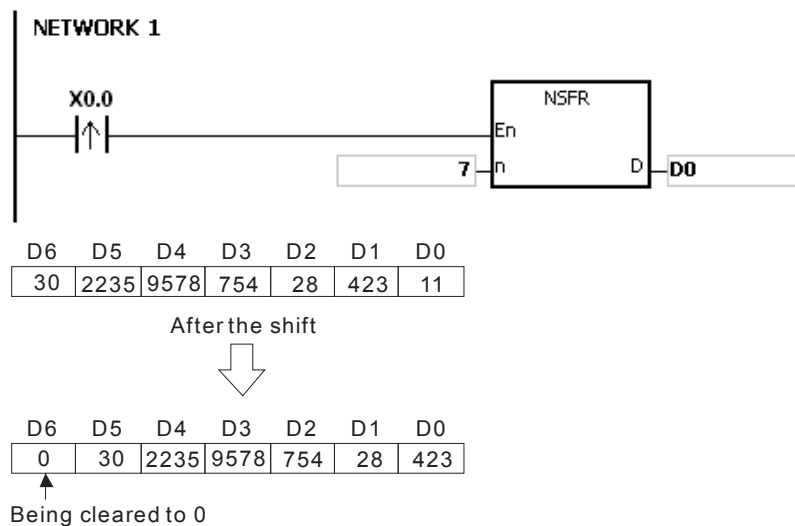 NETWORK 1
X0.0
NSFR
En
7 n D D0
D6 D5 D4 D3 D2 D1 D0
30 2235 9578 754 28 423 11
After the shift
D6 D5 D4 D3 D2 D1 D0
0 30 2235 9578 754 28 423
Being cleared to 0